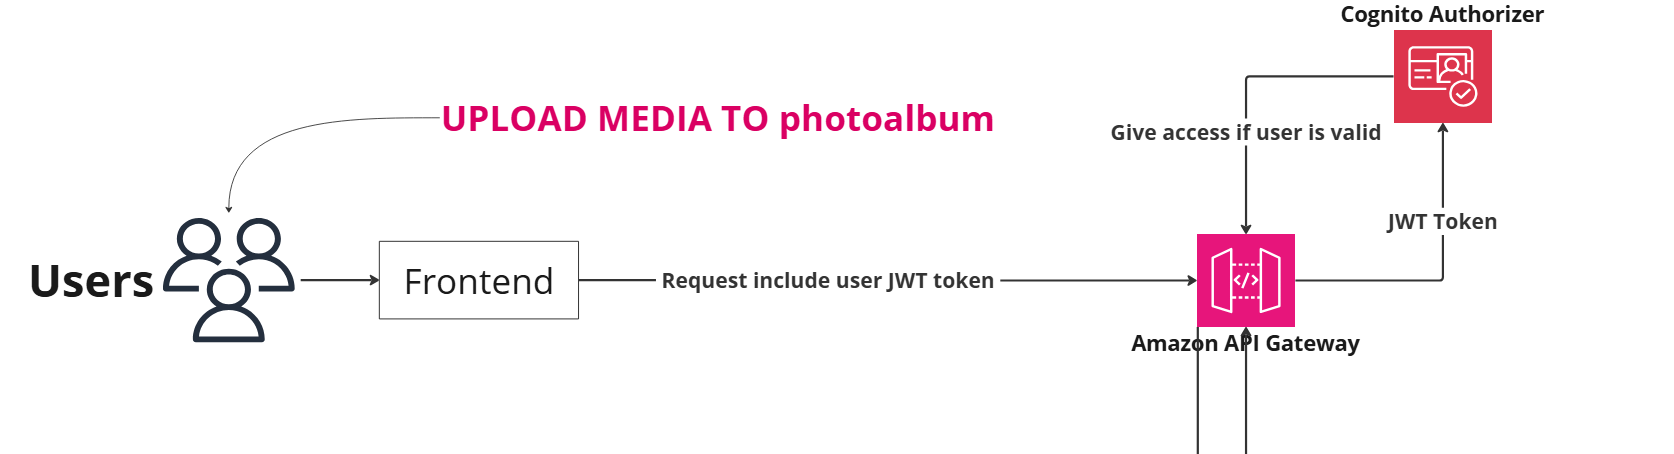 Cognito Authorizer
UPLOAD MEDIA TO photoalbum
Give access if user is valid
JWT Token
Users
Frontend
Request include user JWT token
</>
Amazon API Gateway